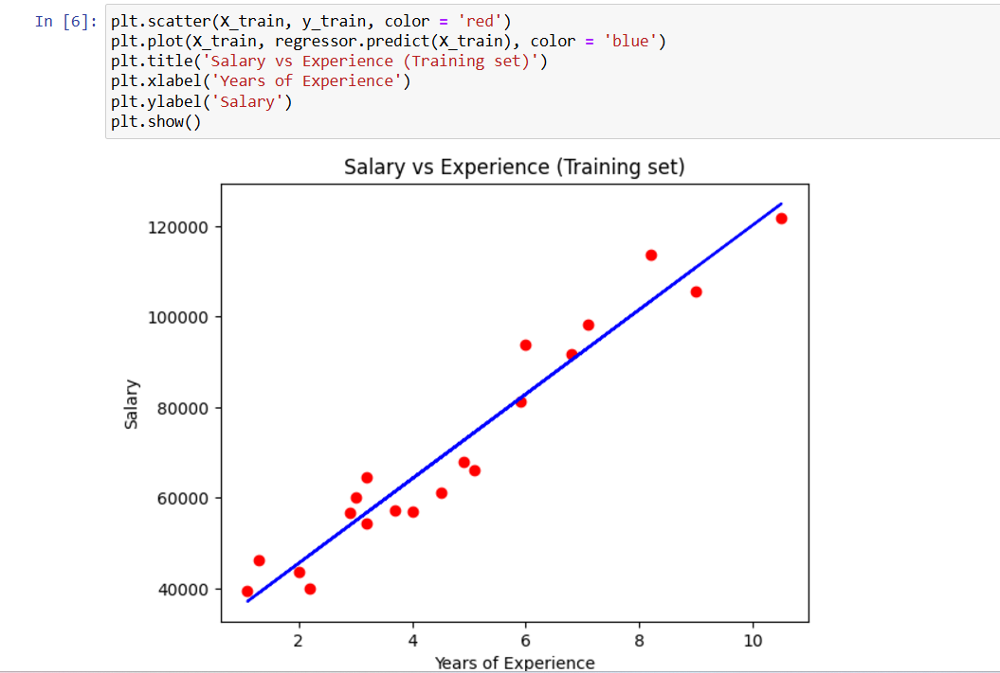 In [6]: plt.scatter(X_train, y_train, color = 'red')
plt.plot(X_train, regressor.predict(X_train), color = 'blue')
plt.title('Salary vs Experience (Training set)')
plt.xlabel('Years of Experience')
plt.ylabel('Salary')
plt.show()
Salary vs Experience (Training set)
120000
100000
80000
60000
40000
Salary
2 4 6 8 10
Years of Experience